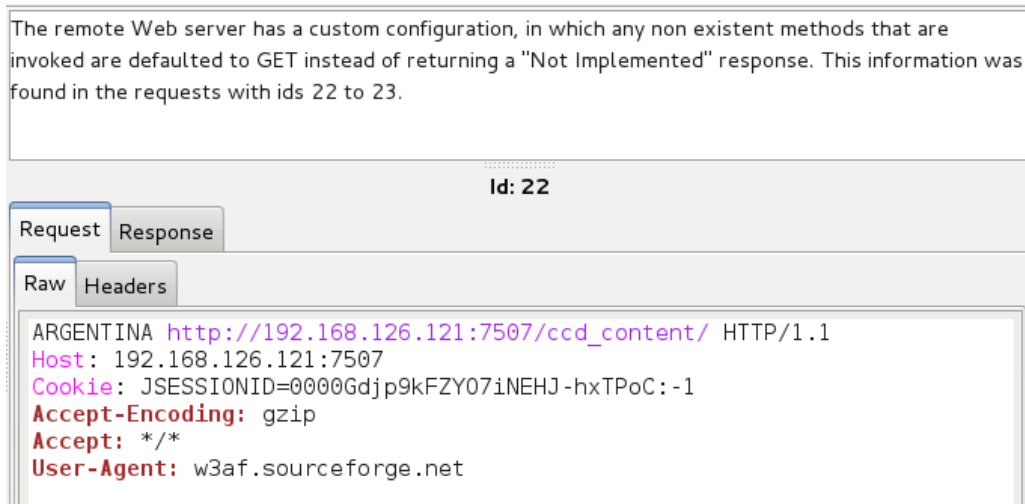 The remote Web server has a custom configuration, in which any non existent methods that are
invoked are defaulted to GET instead of returning a "Not Implemented" response. This information was
found in the requests with ids 22 to 23.
Id: 22
Request Response
Raw Headers
ARGENTINA http://192.168.126.121:7507/ccd_content/ HTTP/1.1
Host: 192.168.126.121:7507
Cookie: JSESSIONID=0000Gdjp9kFZYO7iNEHJ-hxTPoC:-1
Accept-Encoding: gzip
Accept: */*
User-Agent: w3af.sourceforge.net